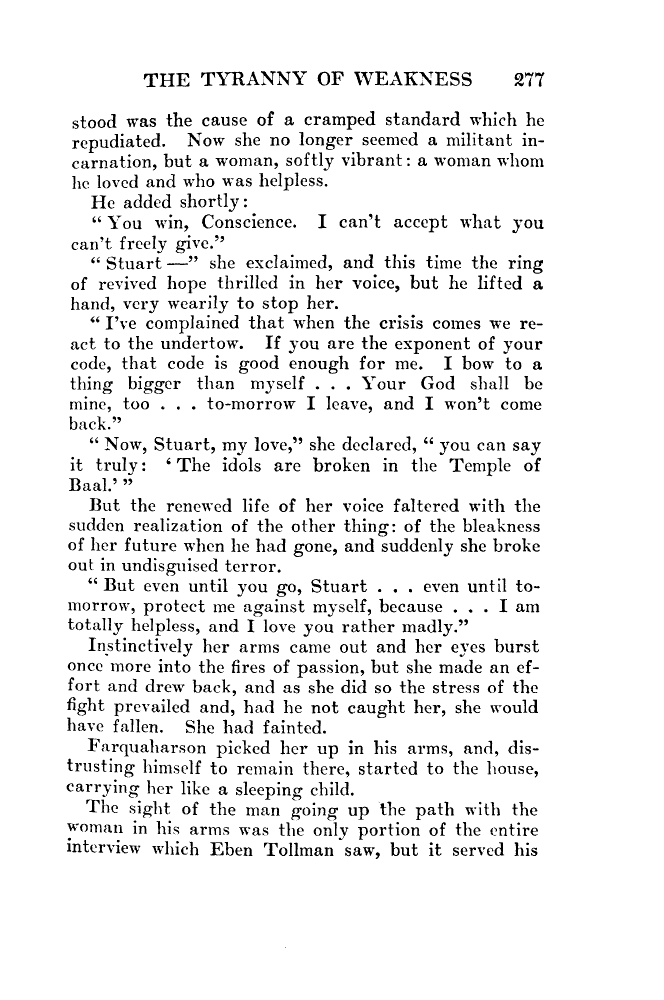 THE TYRANNY OF WEAKNESS 277
stood was the cause of a cramped standard which he
repudiated. Now she no longer seemed a militant in-
carnation, but a woman, softly vibrant: a woman whom
he loved and who was helpless.
He added shortly:
“ You win, Conscience. I can't accept what you
can't freely give.”
“ Stuart —” she exclaimed, and this time the ring
of revived hope thrilled in her voice, but he lifted a
hand, very wearily to stop her.
“ I've complained that when the crisis comes we re-
act to the undertow. If you are the exponent of your
code, that code is good enough for me. I bow to a
thing bigger than myself . . . Your God shall be
mine, too . . . to-morrow I leave, and I won't come
back.”
“ Now, Stuart, my love,” she declared, “ you can say
it truly: ‘ The idols are broken in the Temple of
Baal.’ ”
But the renewed life of her voice faltered with the
sudden realization of the other thing: of the bleakness
of her future when he had gone, and suddenly she broke
out in undisguised terror.
“ But even until you go, Stuart . . . even until to-
morrow, protect me against myself, because . . . I am
totally helpless, and I love you rather madly.”
Instinctively her arms came out and her eyes burst
once more into the fires of passion, but she made an ef-
fort and drew back, and as she did so the stress of the
fight prevailed and, had he not caught her, she would
have fallen. She had fainted.
Farquaharson picked her up in his arms, and, dis-
trusting himself to remain there, started to the house,
carrying her like a sleeping child.
The sight of the man going up the path with the
woman in his arms was the only portion of the entire
interview which Eben Tollman saw, but it served his